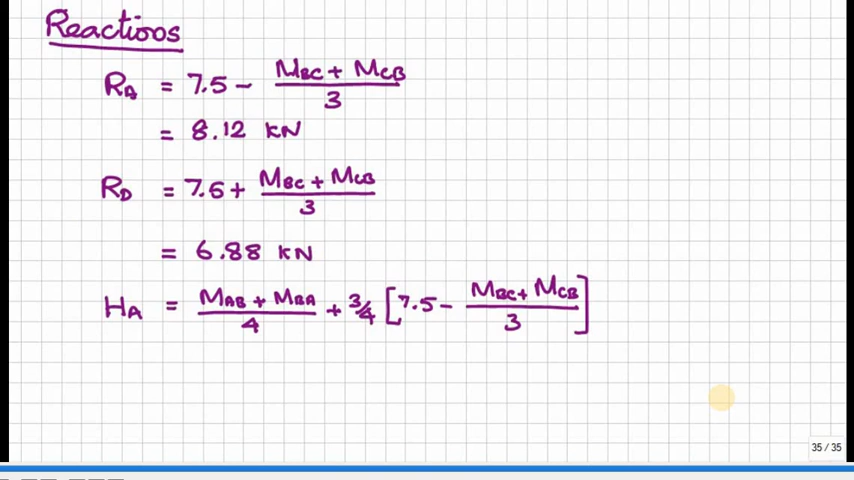 Reactions
RA = 7.5 - (MBC + MCB)/3
= 8.12 KN
RD = 7.5 + (MBC + MCB)/3
= 6.88 KN
HA = (MAB + MBA)/4 + 3/4 [7.5 - (MBC + MCB)/3]
35 / 35